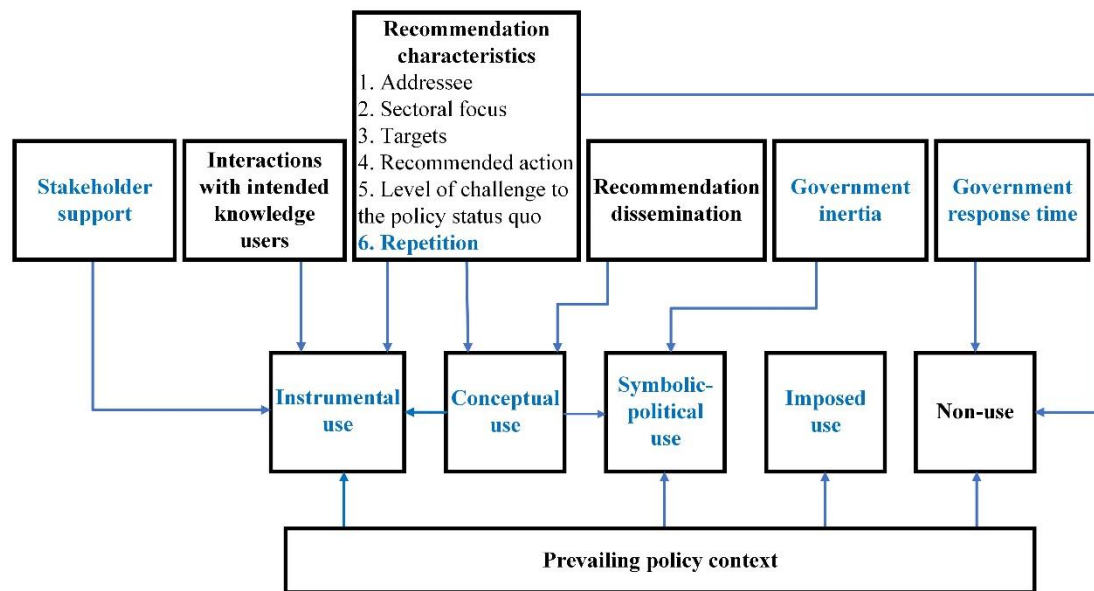 Recommendation
characteristics
1. Addressee
2. Sectoral focus
3. Targets
4. Recommended action
5. Level of challenge to
the policy status quo
6. Repetition
Stakeholder
support
Interactions
with intended
knowledge
users
Recommendation
dissemination
Government
inertia
Government
response time
Instrumental
use
Conceptual
use
Symbolic-
political
use
Imposed
use
Non-use
Prevailing policy context